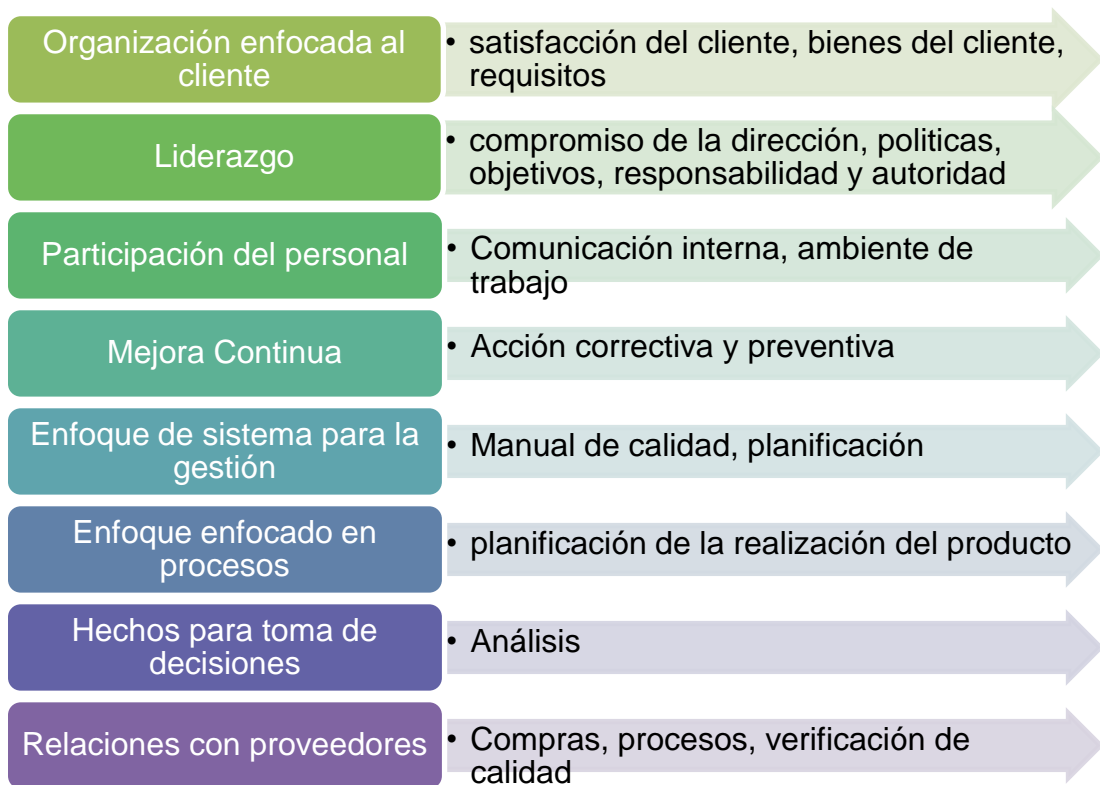 Organización enfocada al
cliente
• satisfacción del cliente, bienes del cliente,
requisitos
Liderazgo
• compromiso de la dirección, politicas,
objetivos, responsabilidad y autoridad
Participación del personal
• Comunicación interna, ambiente de
trabajo
Mejora Continua
• Acción correctiva y preventiva
Enfoque de sistema para la
gestión
• Manual de calidad, planificación
Enfoque enfocado en
procesos
• planificación de la realización del producto
Hechos para toma de
decisiones
• Análisis
Relaciones con proveedores
• Compras, procesos, verificación de
calidad